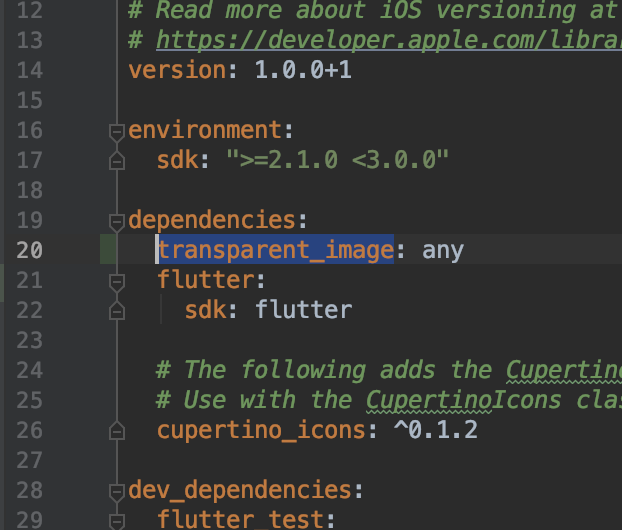 12 # Read more about iOS versioning at
13 # https://developer.apple.com/libra
14 version: 1.0.0+1
15
16 environment:
17 sdk: ">=2.1.0 <3.0.0"
18
19 dependencies:
20 transparent_image: any
21 flutter:
22 sdk: flutter
23
24 # The following adds the Cupertino
25 # Use with the CupertinoIcons clas
26 cupertino_icons: ^0.1.2
27
28 dev_dependencies:
29 flutter_test: